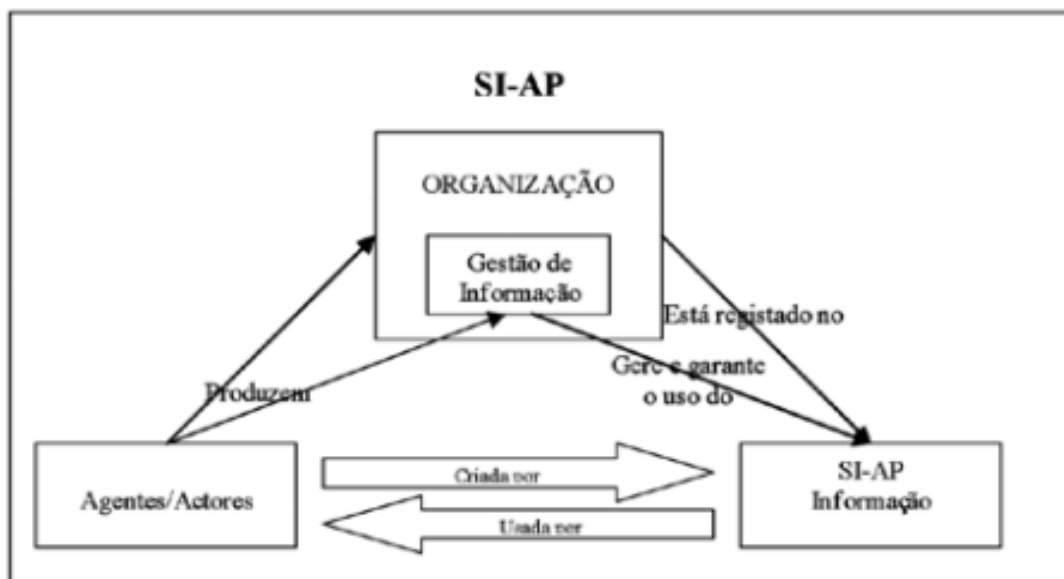 SI-AP
ORGANIZAÇÃO
Gestão de
Informação
Está registado no
Gere e garante
o uso do
Produzem
Agentes/Actores
Criada por
Usada por
SI-AP
Informação